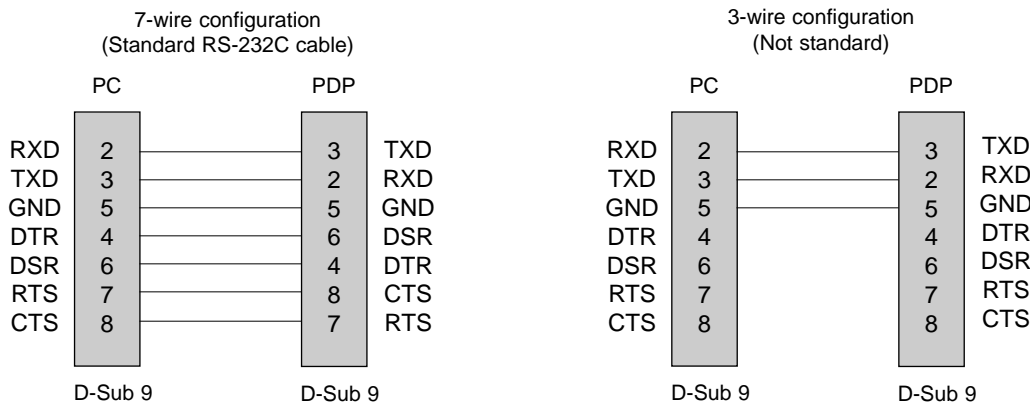 7-wire configuration
(Standard RS-232C cable)
PC PDP
RXD 2 3 TXD
TXD 3 2 RXD
GND 5 5 GND
DTR 4 6 DSR
DSR 6 4 DTR
RTS 7 8 CTS
CTS 8 7 RTS
D-Sub 9 D-Sub 9
3-wire configuration
(Not standard)
PC PDP
RXD 2 3 TXD
TXD 3 2 RXD
GND 5 5 GND
DTR 4 4 DTR
DSR 6 6 DSR
RTS 7 7 RTS
CTS 8 8 CTS
D-Sub 9 D-Sub 9